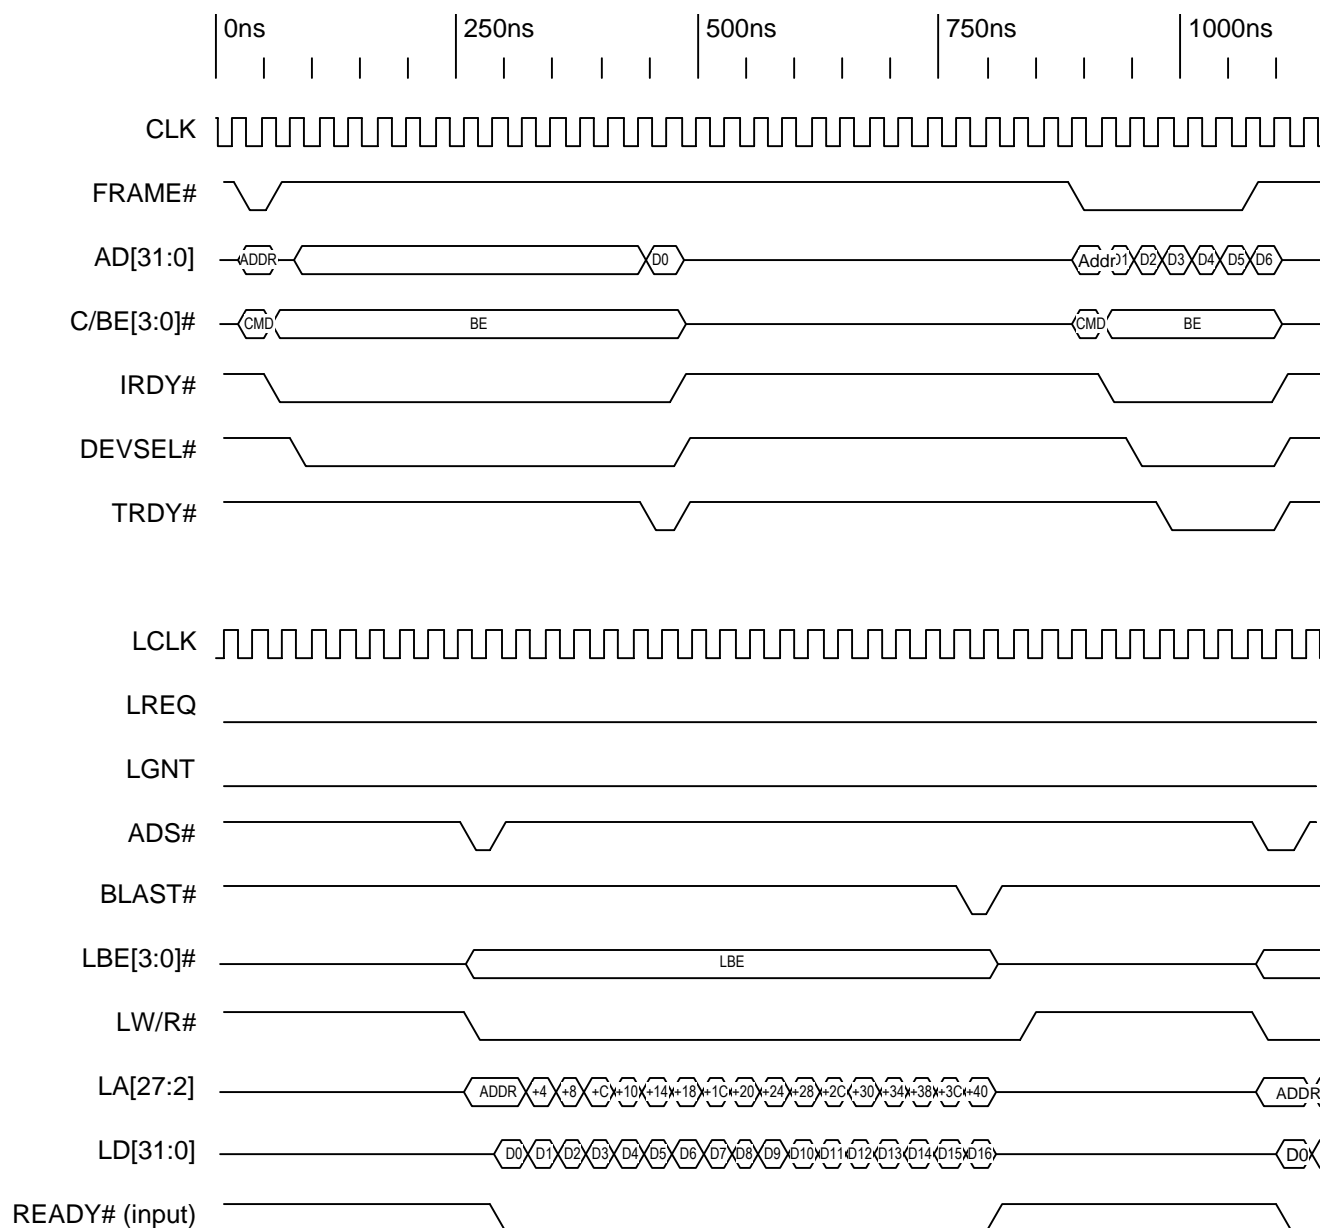 0ns 250ns 500ns 750ns 1000ns
CLK
FRAME#
AD[31:0] ADDR D0 Addr D1 D2 D3 D4 D5 D6
C/BE[3:0]# CMD BE CMD BE
IRDY#
DEVSEL#
TRDY#
LCLK
LREQ
LGNT
ADS#
BLAST#
LBE[3:0]# LBE
LW/R#
LA[27:2] ADDR +4 +8 +C +10 +14 +18 +1C +20 +24 +28 +2C +30 +34 +38 +3C +40 ADDR
LD[31:0] D0 D1 D2 D3 D4 D5 D6 D7 D8 D9 D10 D11 D12 D13 D14 D15 D16 D0
READY# (input)